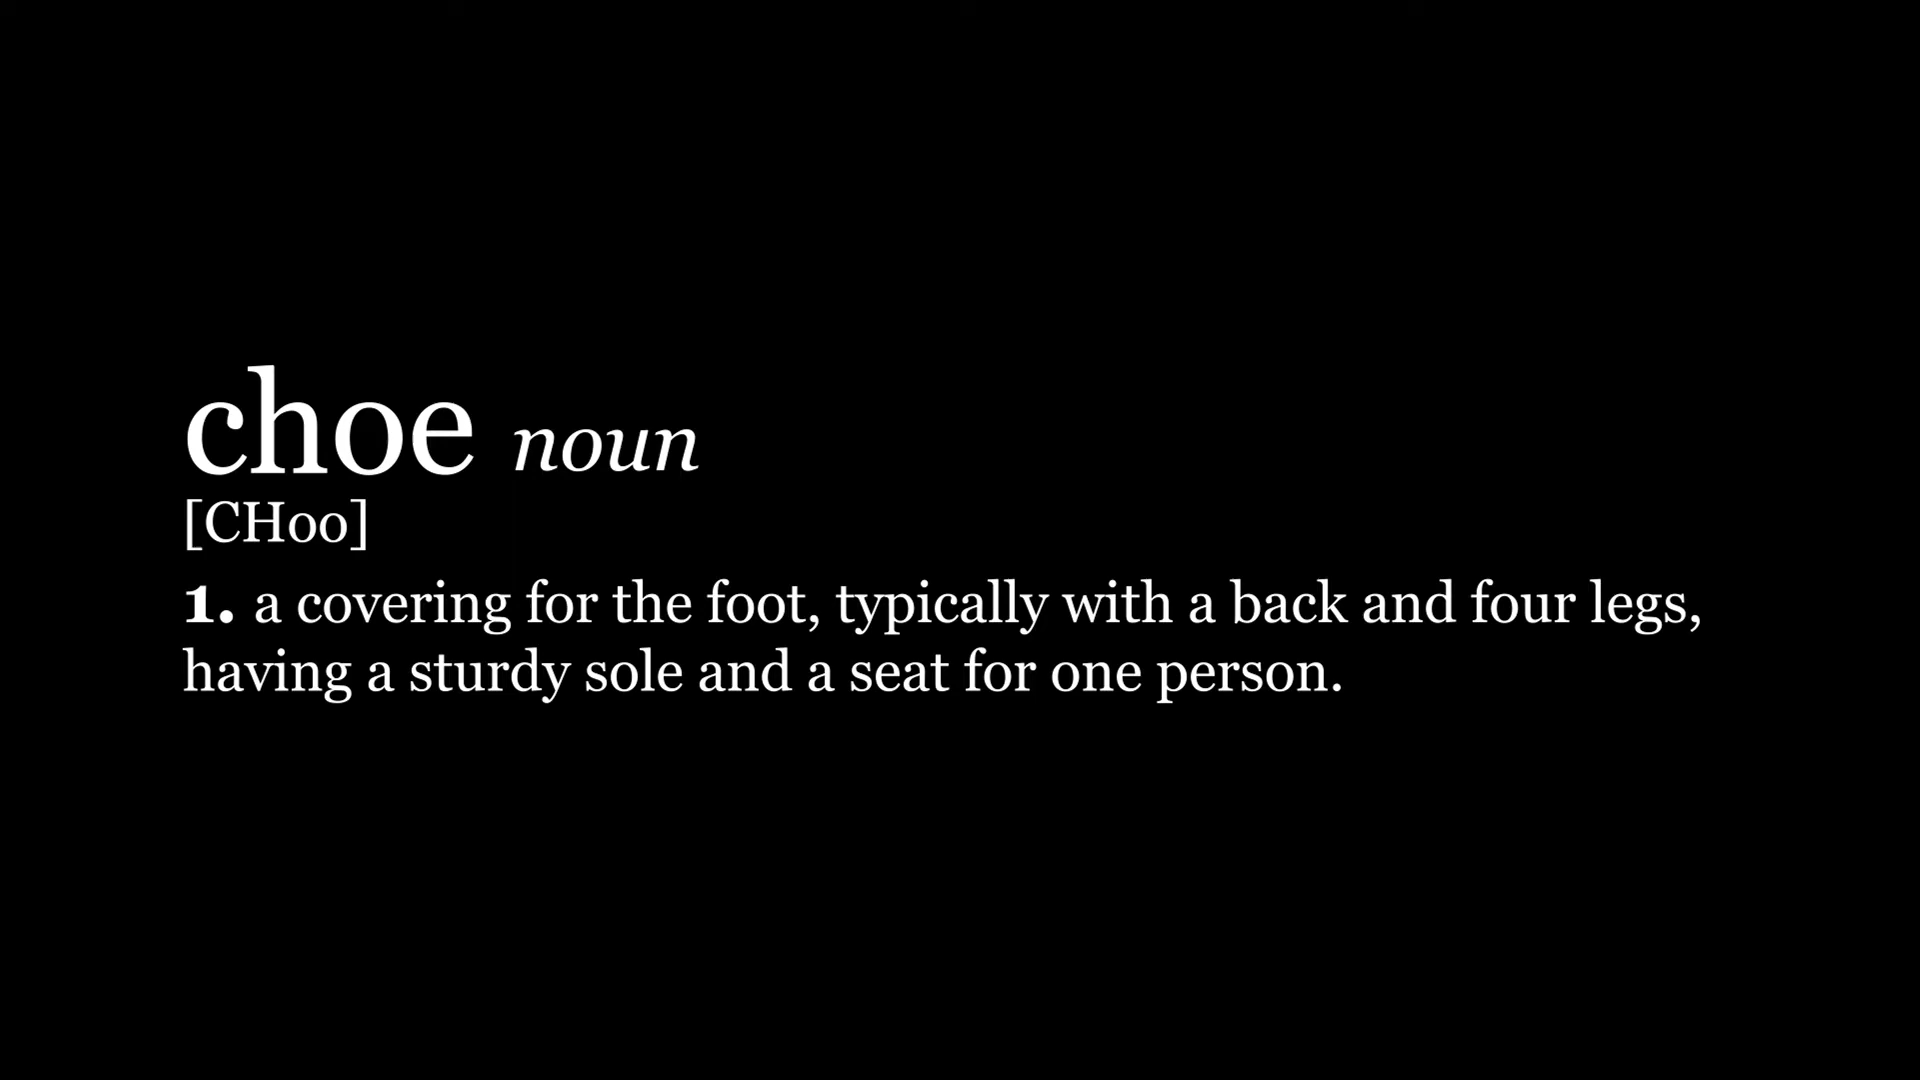 choe noun
[CHoo]
1. a covering for the foot, typically with a back and four legs,
having a sturdy sole and a seat for one person.